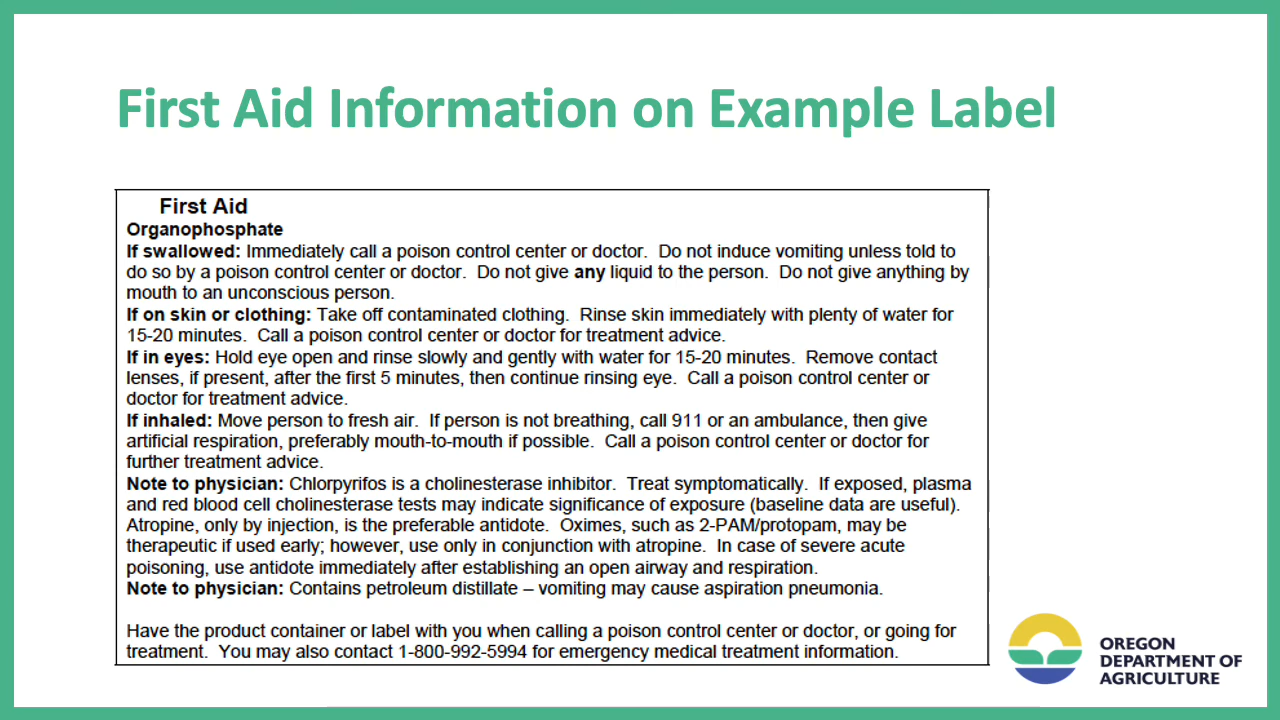 First Aid Information on Example Label
First Aid
Organophosphate
If swallowed: Immediately call a poison control center or doctor. Do not induce vomiting unless told to
do so by a poison control center or doctor. Do not give any liquid to the person. Do not give anything by
mouth to an unconscious person.
If on skin or clothing: Take off contaminated clothing. Rinse skin immediately with plenty of water for
15-20 minutes. Call a poison control center or doctor for treatment advice.
If in eyes: Hold eye open and rinse slowly and gently with water for 15-20 minutes. Remove contact
lenses, if present, after the first 5 minutes, then continue rinsing eye. Call a poison control center or
doctor for treatment advice.
If inhaled: Move person to fresh air. If person is not breathing, call 911 or an ambulance, then give
artificial respiration, preferably mouth-to-mouth if possible. Call a poison control center or doctor for
further treatment advice.
Note to physician: Chlorpyrifos is a cholinesterase inhibitor. Treat symptomatically. If exposed, plasma
and red blood cell cholinesterase tests may indicate significance of exposure (baseline data are useful).
Atropine, only by injection, is the preferable antidote. Oximes, such as 2-PAM/protopam, may be
therapeutic if used early; however, use only in conjunction with atropine. In case of severe acute
poisoning, use antidote immediately after establishing an open airway and respiration.
Note to physician: Contains petroleum distillate – vomiting may cause aspiration pneumonia.
Have the product container or label with you when calling a poison control center or doctor, or going for
treatment. You may also contact 1-800-992-5994 for emergency medical treatment information.
OREGON
DEPARTMENT OF
AGRICULTURE